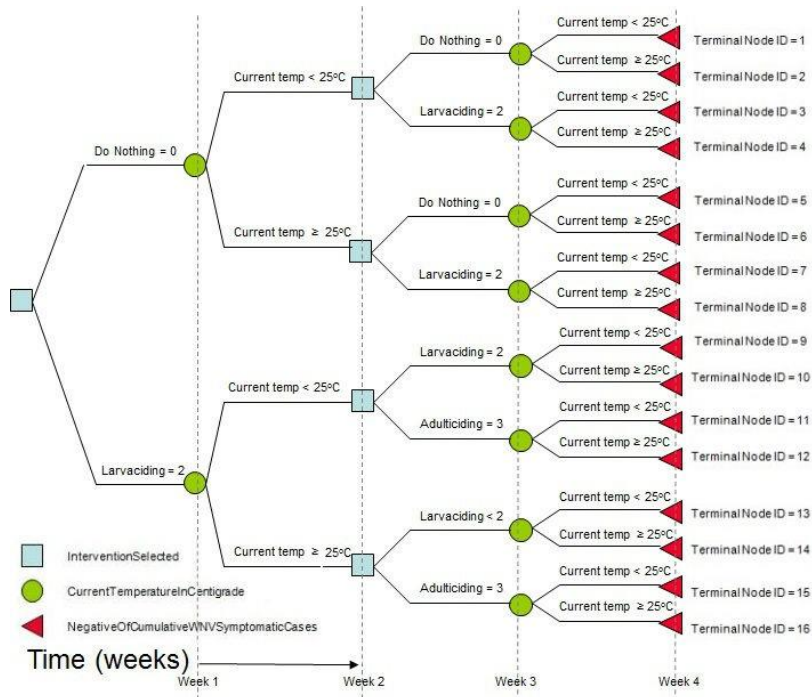 Current temp < 25ºC
Terminal Node ID = 1
Do Nothing = 0
Current temp ≥ 25ºC
Terminal Node ID = 2
Current temp < 25ºC
Current temp < 25ºC
Terminal Node ID = 3
Larvaciding = 2
Current temp ≥ 25ºC
Terminal Node ID = 4
Do Nothing = 0
Current temp < 25ºC
Terminal Node ID = 5
Do Nothing = 0
Current temp ≥ 25ºC
Terminal Node ID = 6
Current temp ≥ 25ºC
Current temp < 25ºC
Terminal Node ID = 7
Larvaciding = 2
Current temp ≥ 25ºC
Terminal Node ID = 8
Current temp < 25ºC
Terminal Node ID = 9
Larvaciding = 2
Current temp ≥ 25ºC
Terminal Node ID = 10
Current temp < 25ºC
Current temp < 25ºC
Terminal Node ID = 11
Adulticiding = 3
Current temp ≥ 25ºC
Terminal Node ID = 12
Larvaciding = 2
Current temp < 25ºC
Terminal Node ID = 13
Larvaciding < 2
Current temp ≥ 25ºC
Terminal Node ID = 14
Current temp ≥ 25ºC
Current temp < 25ºC
Terminal Node ID = 15
Adulticiding = 3
Current temp ≥ 25ºC
Terminal Node ID = 16
InterventionSelected
CurrentTemperatureInCentigrade
NegativeOfCumulativeWNVSymptomaticCases
Time (weeks)
Week 1
Week 2
Week 3
Week 4